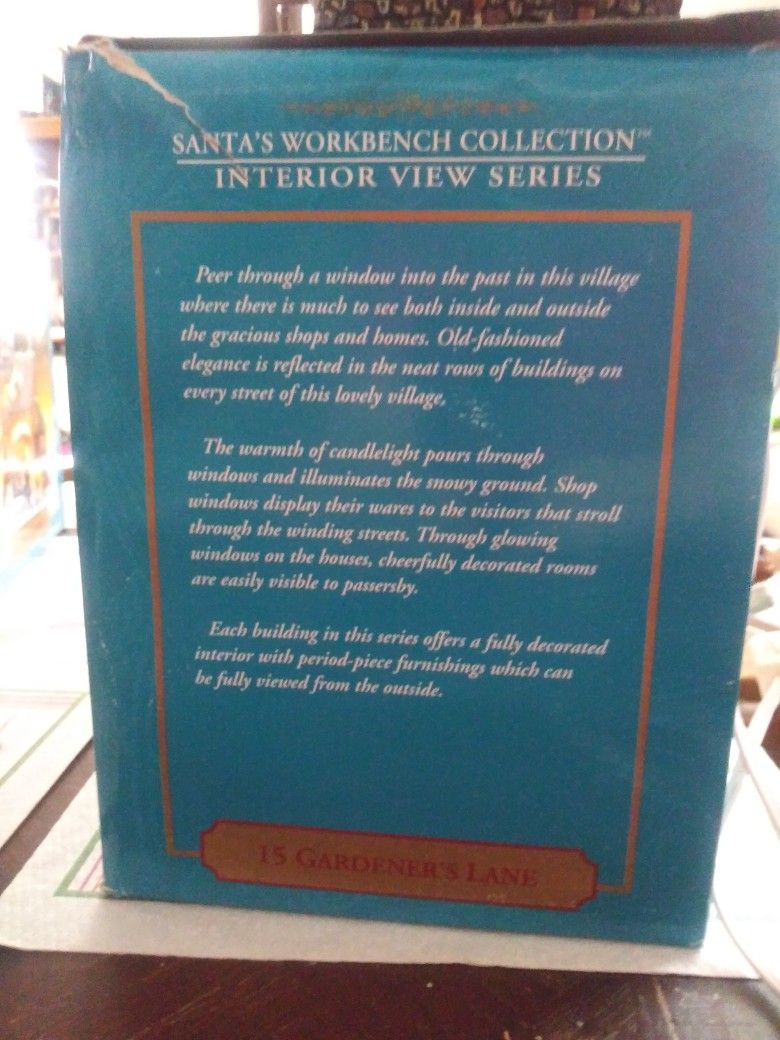 SANTA'S WORKBENCH COLLECTION™
INTERIOR VIEW SERIES
Peer through a window into the past in this village
where there is much to see both inside and outside
the gracious shops and homes. Old-fashioned
elegance is reflected in the neat rows of buildings on
every street of this lovely village.
The warmth of candlelight pours through
windows and illuminates the snowy ground. Shop
windows display their wares to the visitors that stroll
through the winding streets. Through glowing
windows on the houses, cheerfully decorated rooms
are easily visible to passersby.
Each building in this series offers a fully decorated
interior with period-piece furnishings which can
be fully viewed from the outside.
15 GARDENER'S LANE